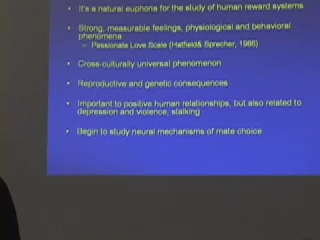 • It's a natural euphoria for the study of human reward systems
• Strong, measurable feelings, physiological and behavioral
phenomena
– Passionate Love Scale (Hatfield& Sprecher, 1986)
• Cross-culturally universal phenomenon
• Reproductive and genetic consequences
• Important to positive human relationships, but also related to
depression and violence, stalking
• Begin to study neural mechanisms of mate choice